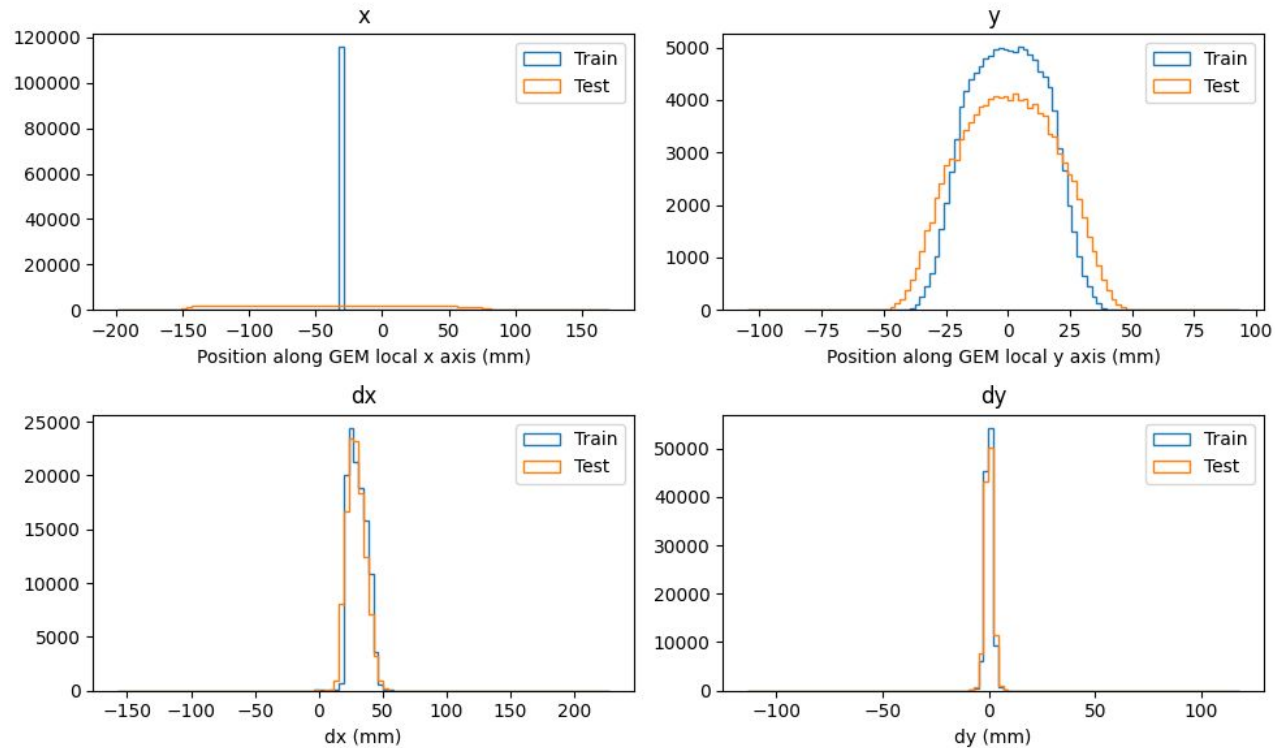 x
120000
100000
80000
60000
40000
20000
0
−200 −150 −100 −50 0 50 100 150
Position along GEM local x axis (mm)
Train
Test
y
5000
4000
3000
2000
1000
0
−100 −75 −50 −25 0 25 50 75 100
Position along GEM local y axis (mm)
Train
Test
dx
25000
20000
15000
10000
5000
0
−150 −100 −50 0 50 100 150 200
dx (mm)
Train
Test
dy
50000
40000
30000
20000
10000
0
−100 −50 0 50 100
dy (mm)
Train
Test